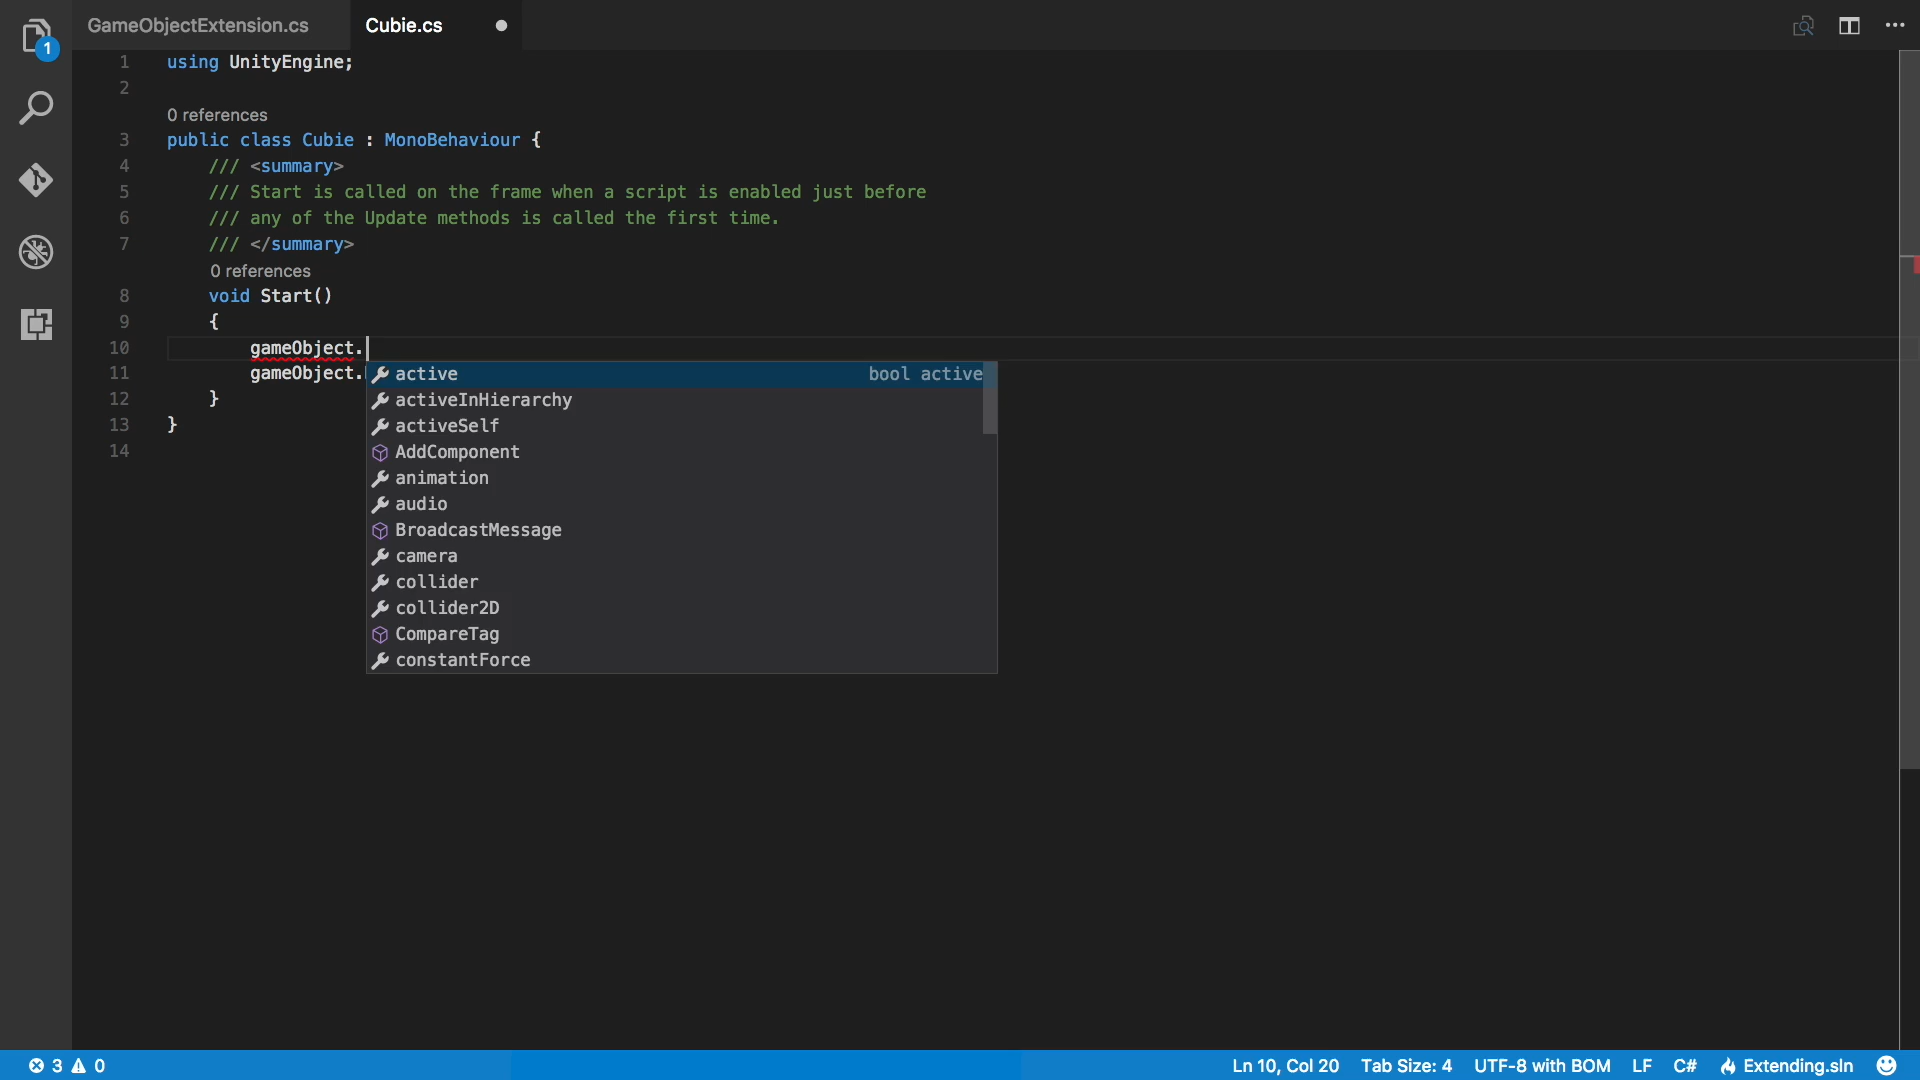 GameObjectExtension.cs Cubie.cs
1
1 using UnityEngine;
2
0 references
3 public class Cubie : MonoBehaviour {
4 /// <summary>
5 /// Start is called on the frame when a script is enabled just before
6 /// any of the Update methods is called the first time.
7 /// </summary>
0 references
8 void Start()
9 {
10 gameObject.
11 gameObject.
12 }
13 }
14
active bool active
activeInHierarchy
activeSelf
AddComponent
animation
audio
BroadcastMessage
camera
collider
collider2D
CompareTag
constantForce
3 0 Ln 10, Col 20 Tab Size: 4 UTF-8 with BOM LF C# Extending.sln